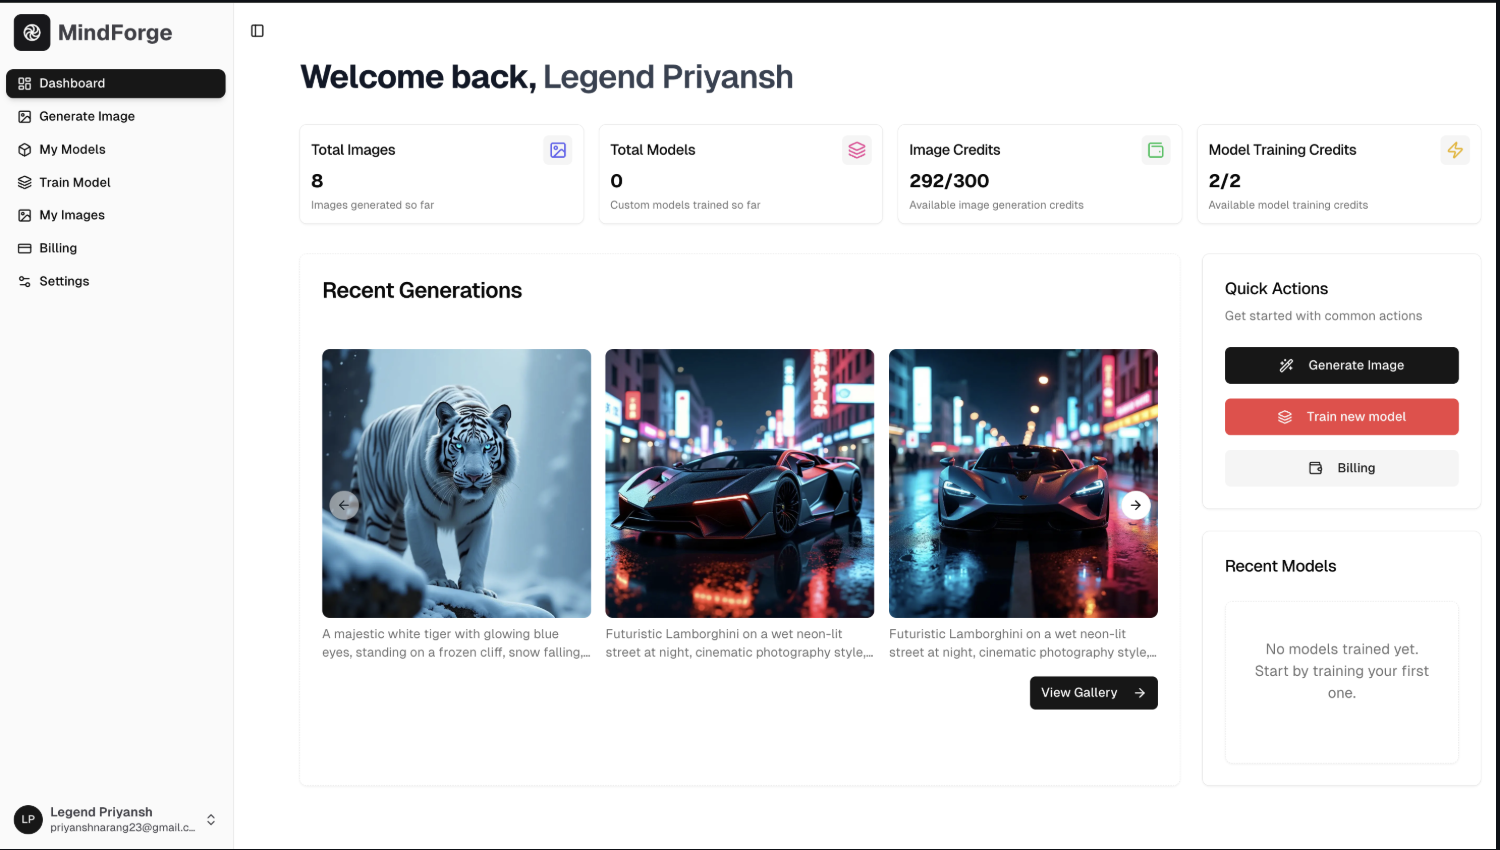 MindForge
Dashboard
Generate Image
My Models
Train Model
My Images
Billing
Settings
Legend Priyansh
LP
priyanshnarang23@gmail.c...
Welcome back, Legend Priyansh
Total Images
8
Images generated so far
Total Models
0
Custom models trained so far
Image Credits
292/300
Available image generation credits
Model Training Credits
2/2
Available model training credits
Recent Generations
A majestic white tiger with glowing blue
eyes, standing on a frozen cliff, snow falling,...
Futuristic Lamborghini on a wet neon-lit
street at night, cinematic photography style,...
Futuristic Lamborghini on a wet neon-lit
street at night, cinematic photography style,...
View Gallery
Quick Actions
Get started with common actions
Generate Image
Train new model
Billing
Recent Models
No models trained yet.
Start by training your first
one.